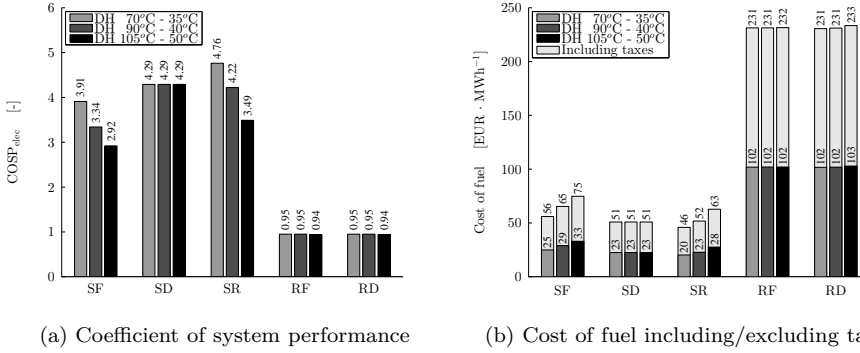 6
5
4
3
2
1
0
COSP_elec [-]
DH 70°C - 35°C
DH 90°C - 40°C
DH 105°C - 50°C
3.91
3.34
2.92
4.29
4.29
4.29
4.76
4.22
3.49
0.95
0.95
0.94
0.95
0.95
0.94
SF
SD
SR
RF
RD
(a) Coefficient of system performance
250
200
150
100
50
0
Cost of fuel [EUR · MWh⁻¹]
DH 70°C - 35°C
DH 90°C - 40°C
DH 105°C - 50°C
Including taxes
56
65
75
25
29
33
51
51
51
23
23
23
46
52
63
20
23
28
231
231
232
102
102
102
231
231
233
102
102
103
SF
SD
SR
RF
RD
(b) Cost of fuel including/excluding ta